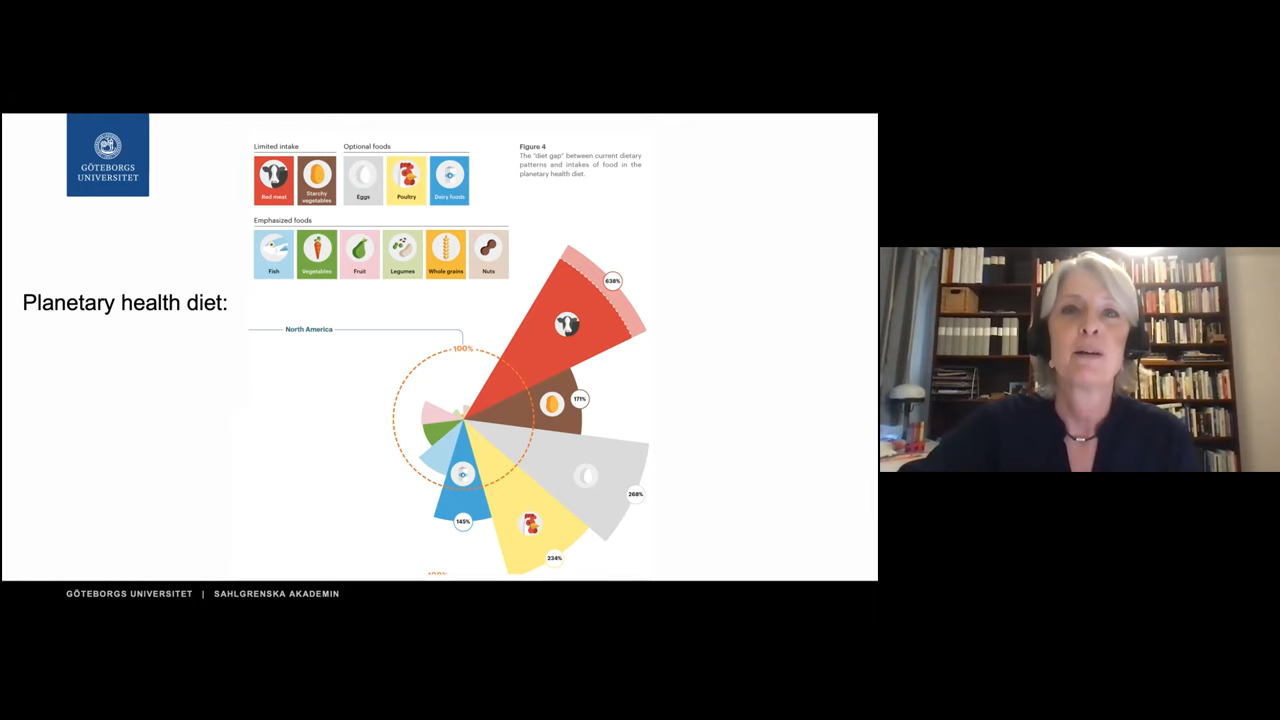 GÖTEBORGS
UNIVERSITET
Planetary health diet:
Limited intake
Optional foods
Red meat
Starchy
vegetables
Eggs
Poultry
Dairy foods
Emphasized foods
Fish
Vegetables
Fruit
Legumes
Whole grains
Nuts
Figure 4
The "diet gap" between current dietary
patterns and intakes of food in the
planetary health diet.
North America
100%
638%
171%
268%
234%
145%
GÖTEBORGS UNIVERSITET | SAHLGRENSKA AKADEMIN